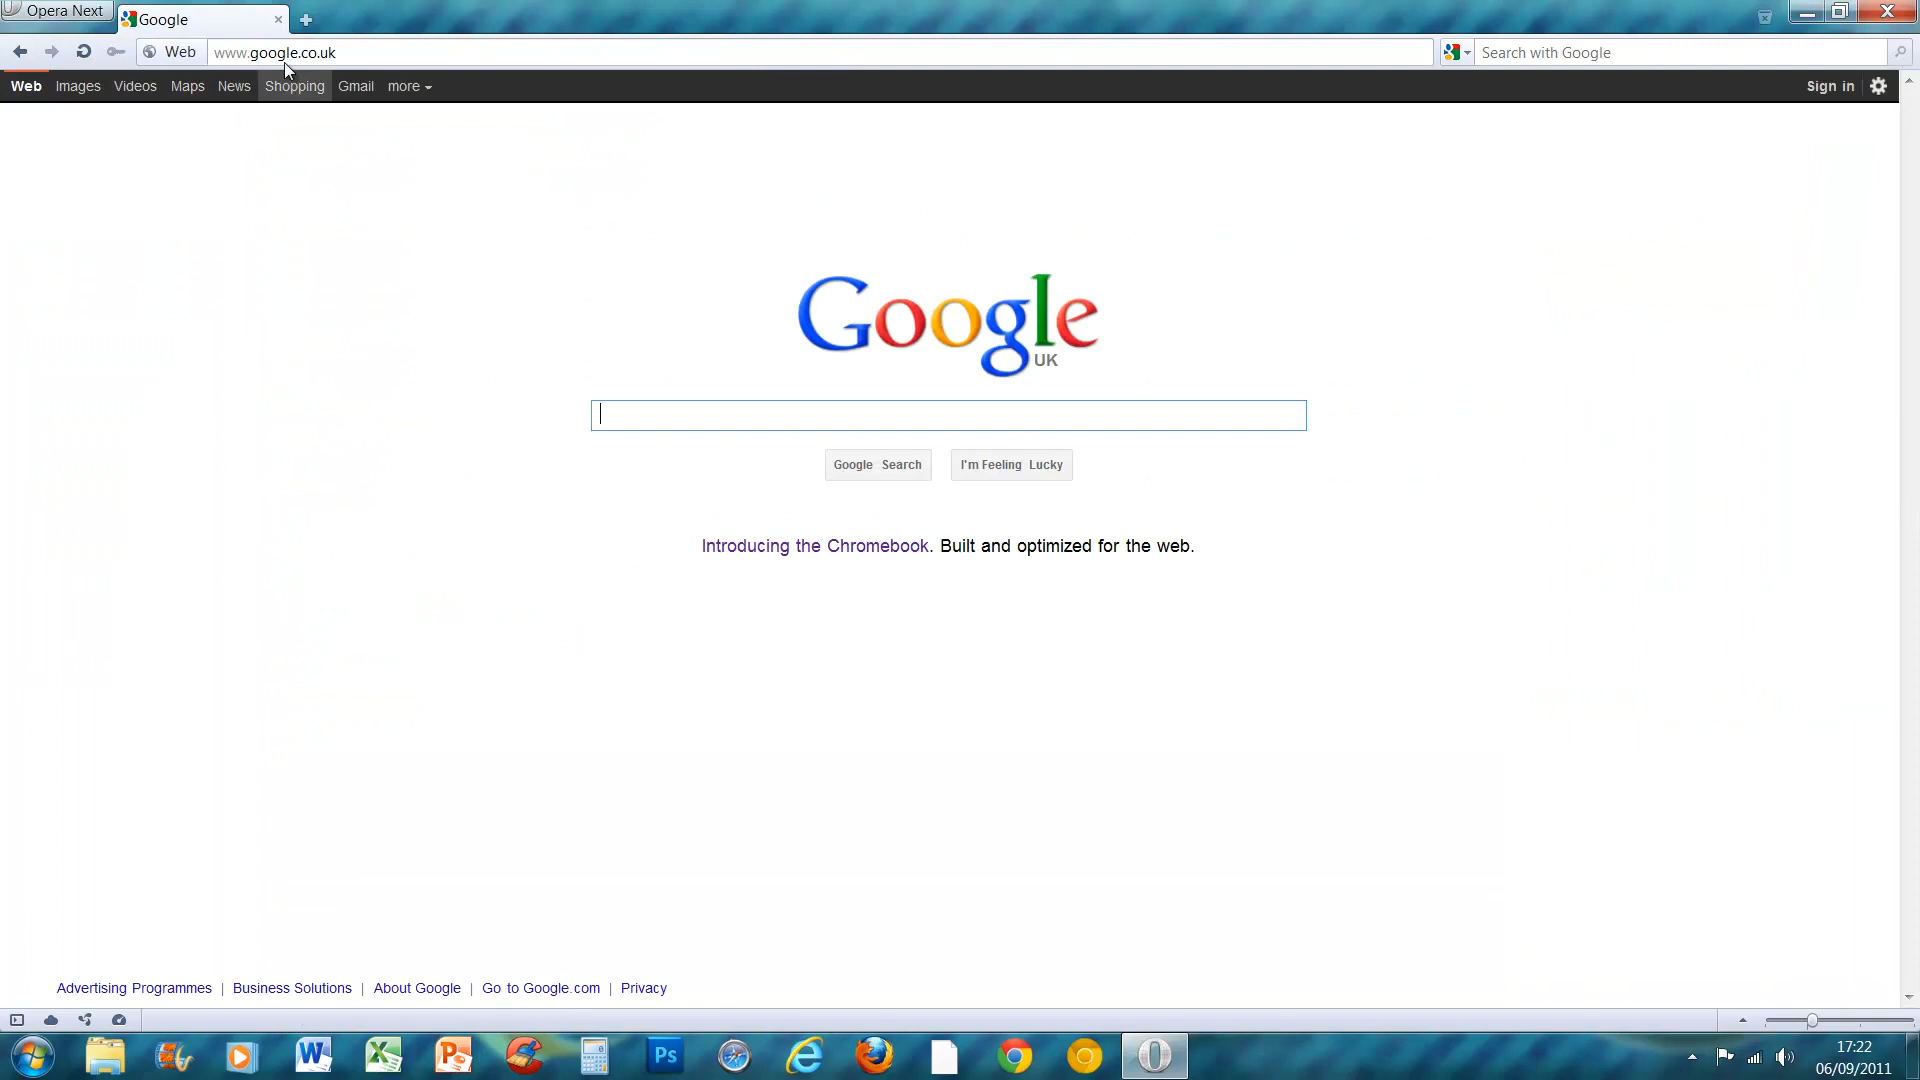 Opera Next
Google
Web
www.google.co.uk
Search with Google
Web Images Videos Maps News Shopping Gmail more
Sign in
Google
UK
Google Search
I'm Feeling Lucky
Introducing the Chromebook. Built and optimized for the web.
Advertising Programmes | Business Solutions | About Google | Go to Google.com | Privacy
Ps
17:22
06/09/2011